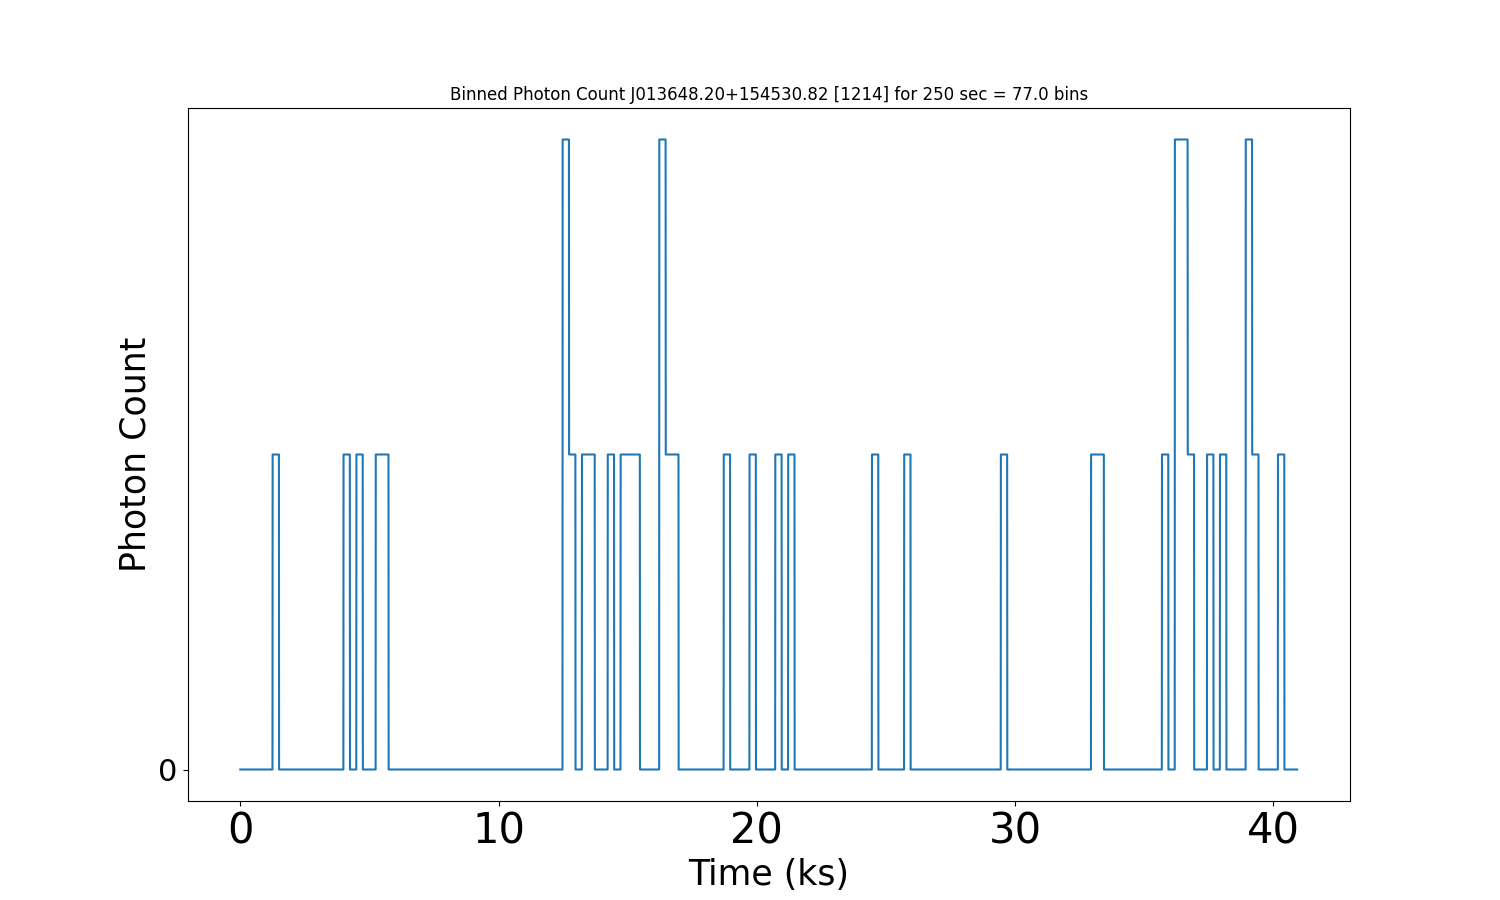 Binned Photon Count J013648.20+154530.82 [1214] for 250 sec = 77.0 bins
Photon Count
0
0 10 20 30 40
Time (ks)